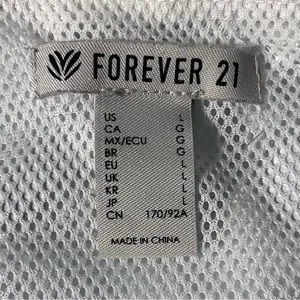 FOREVER 21
US L
CA G
MX/ECU G
BR G
EU L
UK L
KR L
JP L
CN 170/92A
MADE IN CHINA